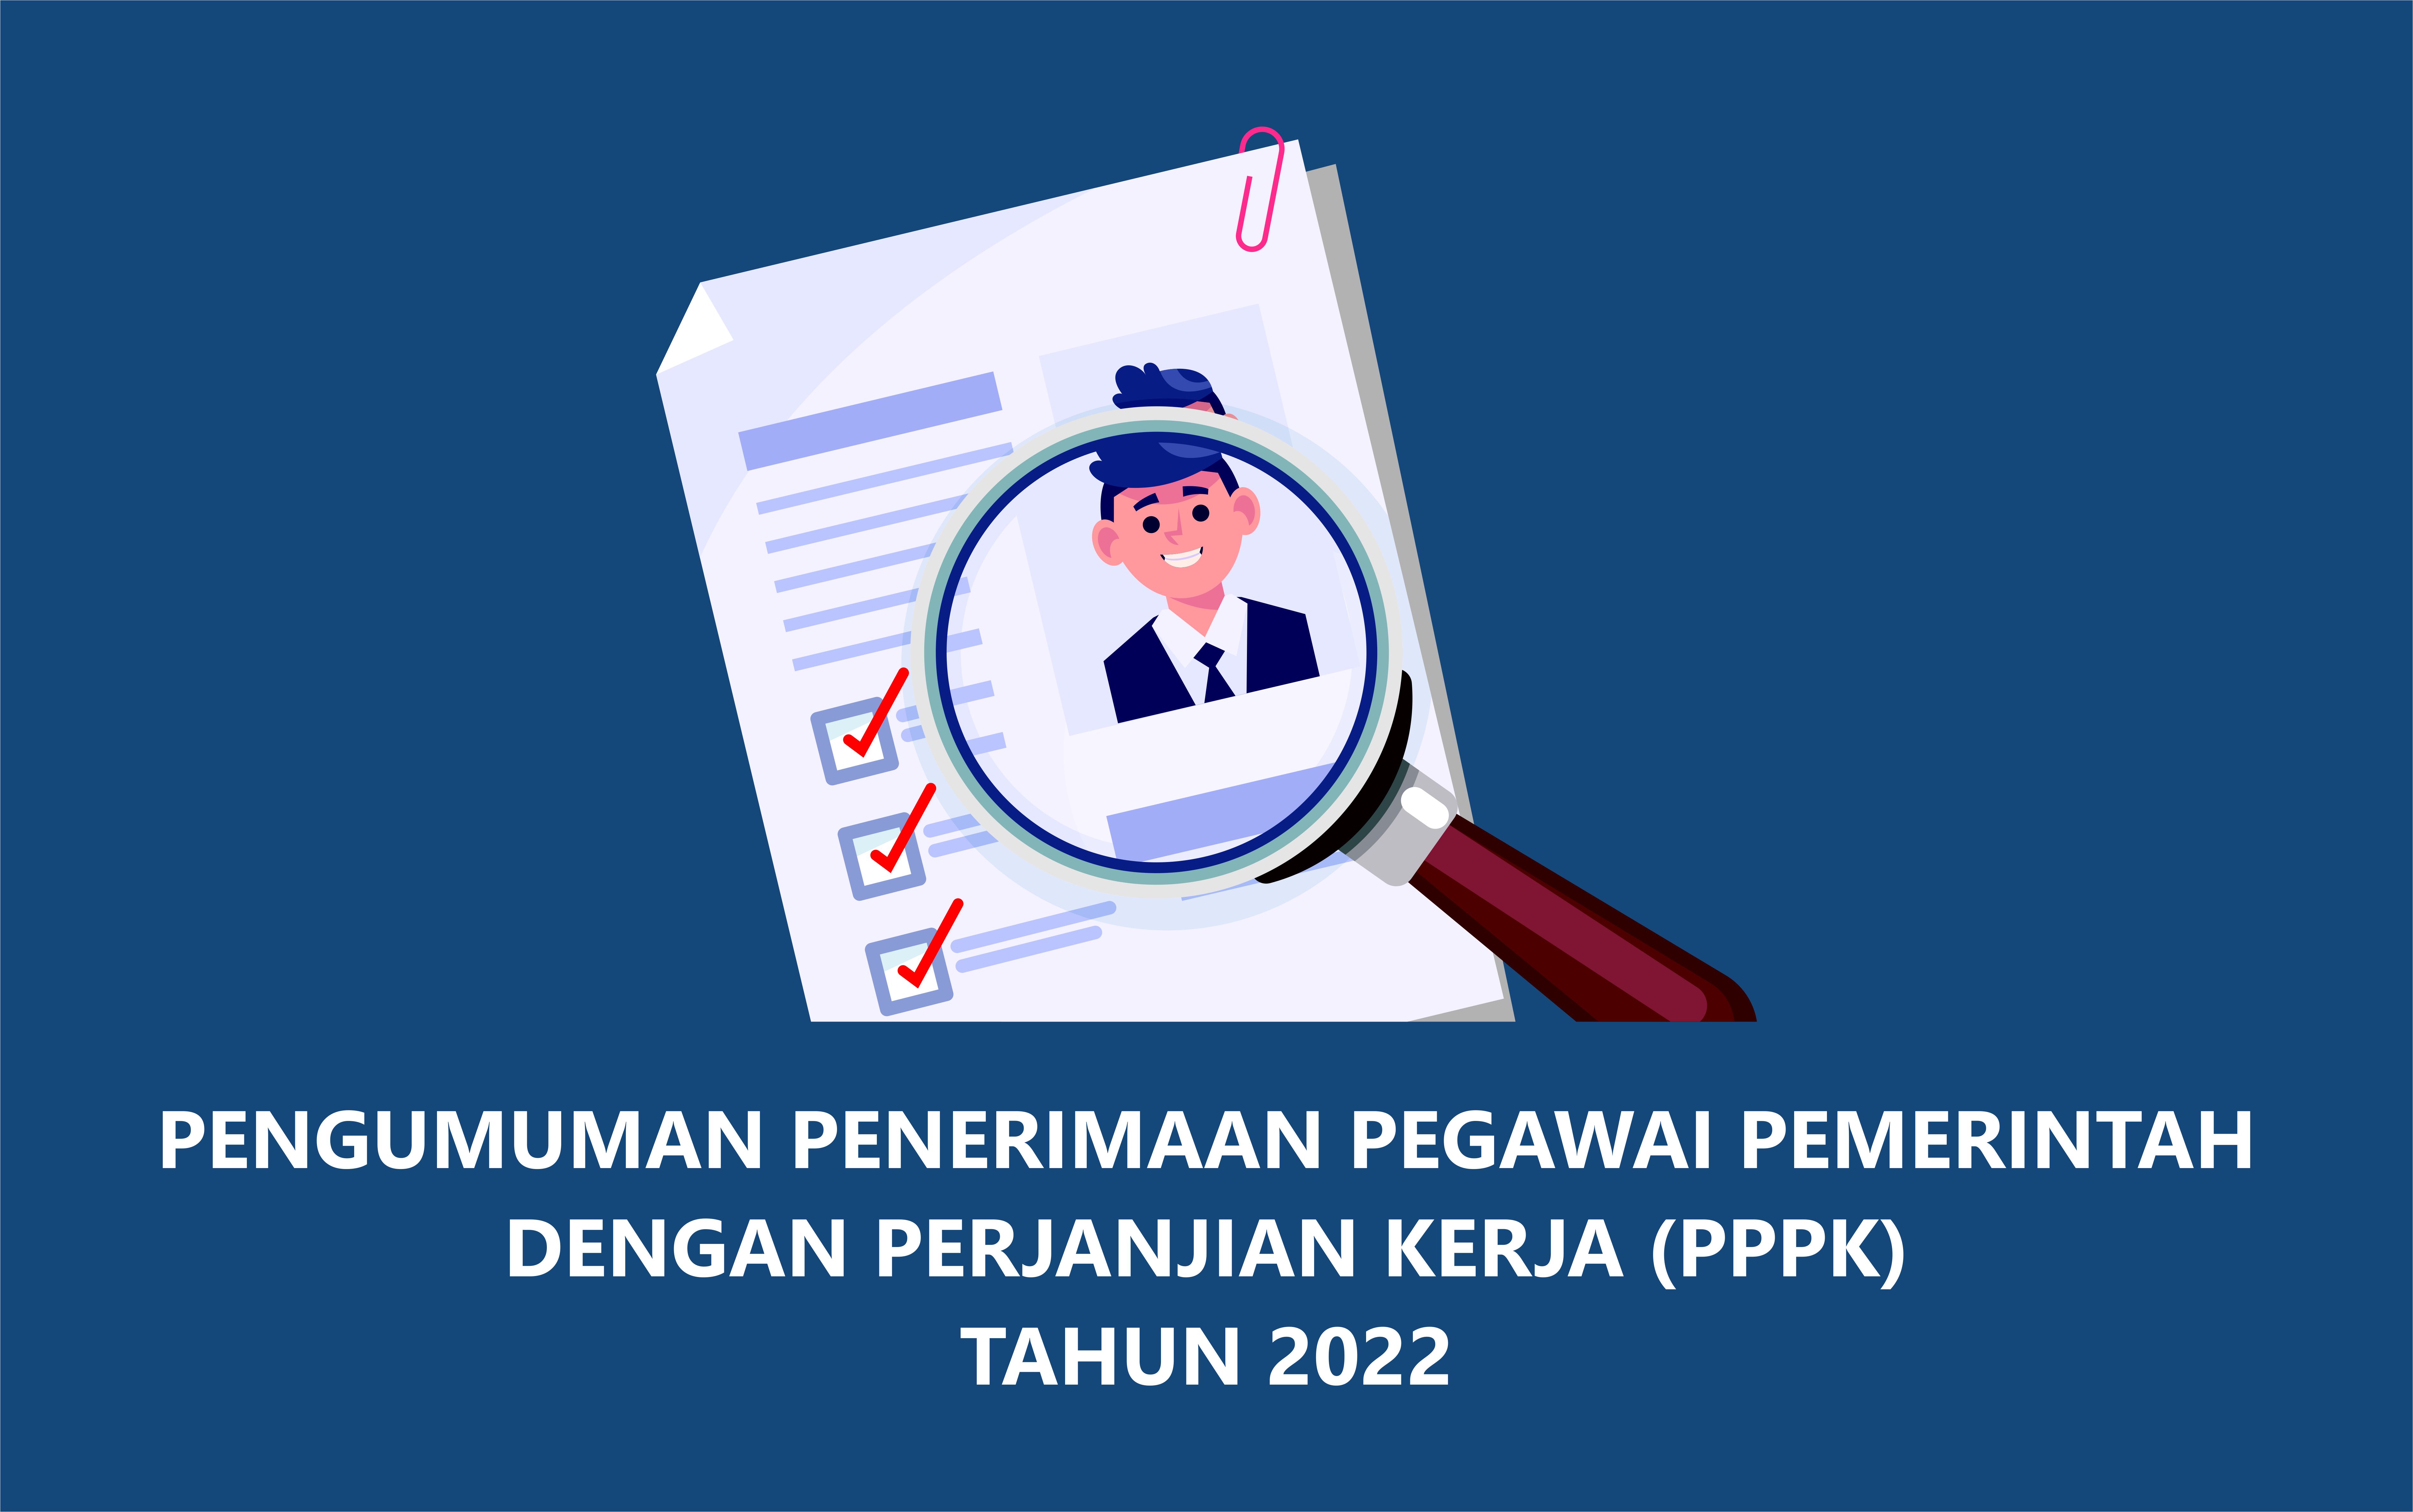 PENGUMUMAN PENERIMAAN PEGAWAI PEMERINTAH
DENGAN PERJANJIAN KERJA (PPPK)
TAHUN 2022